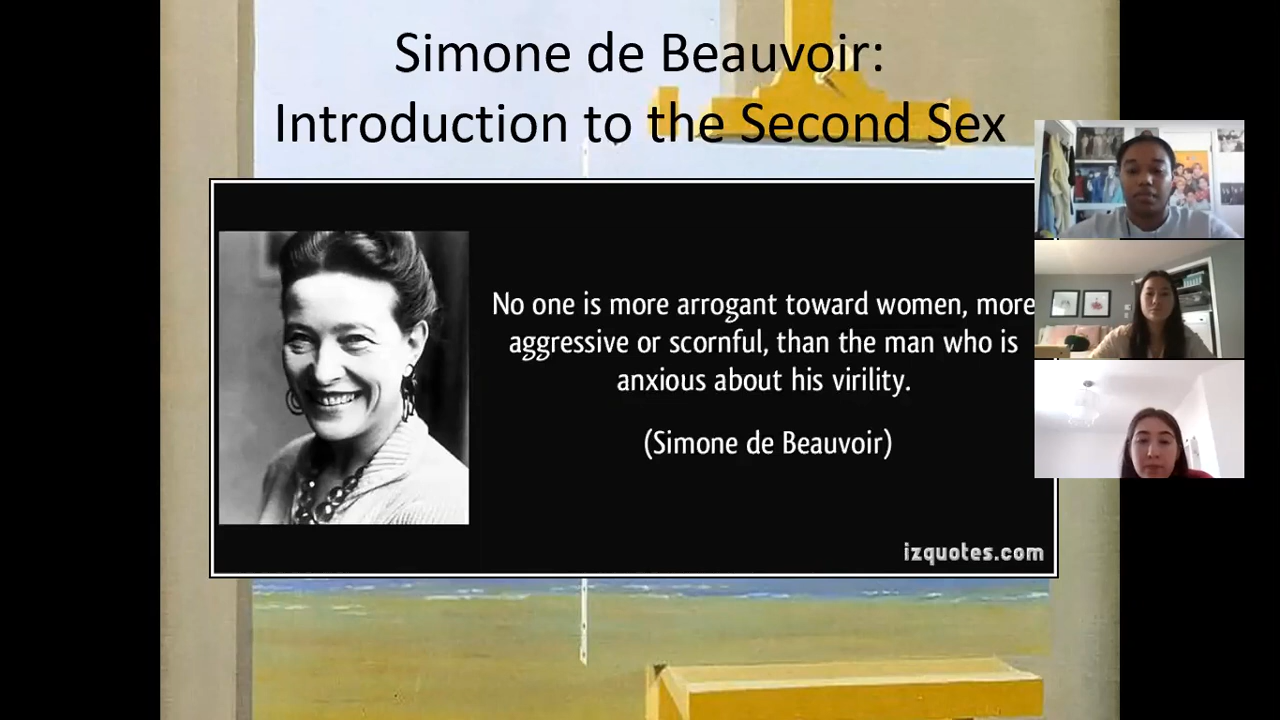 Simone de Beauvoir:
Introduction to the Second Sex
No one is more arrogant toward women, more
aggressive or scornful, than the man who is
anxious about his virility.
(Simone de Beauvoir)
izquotes.com